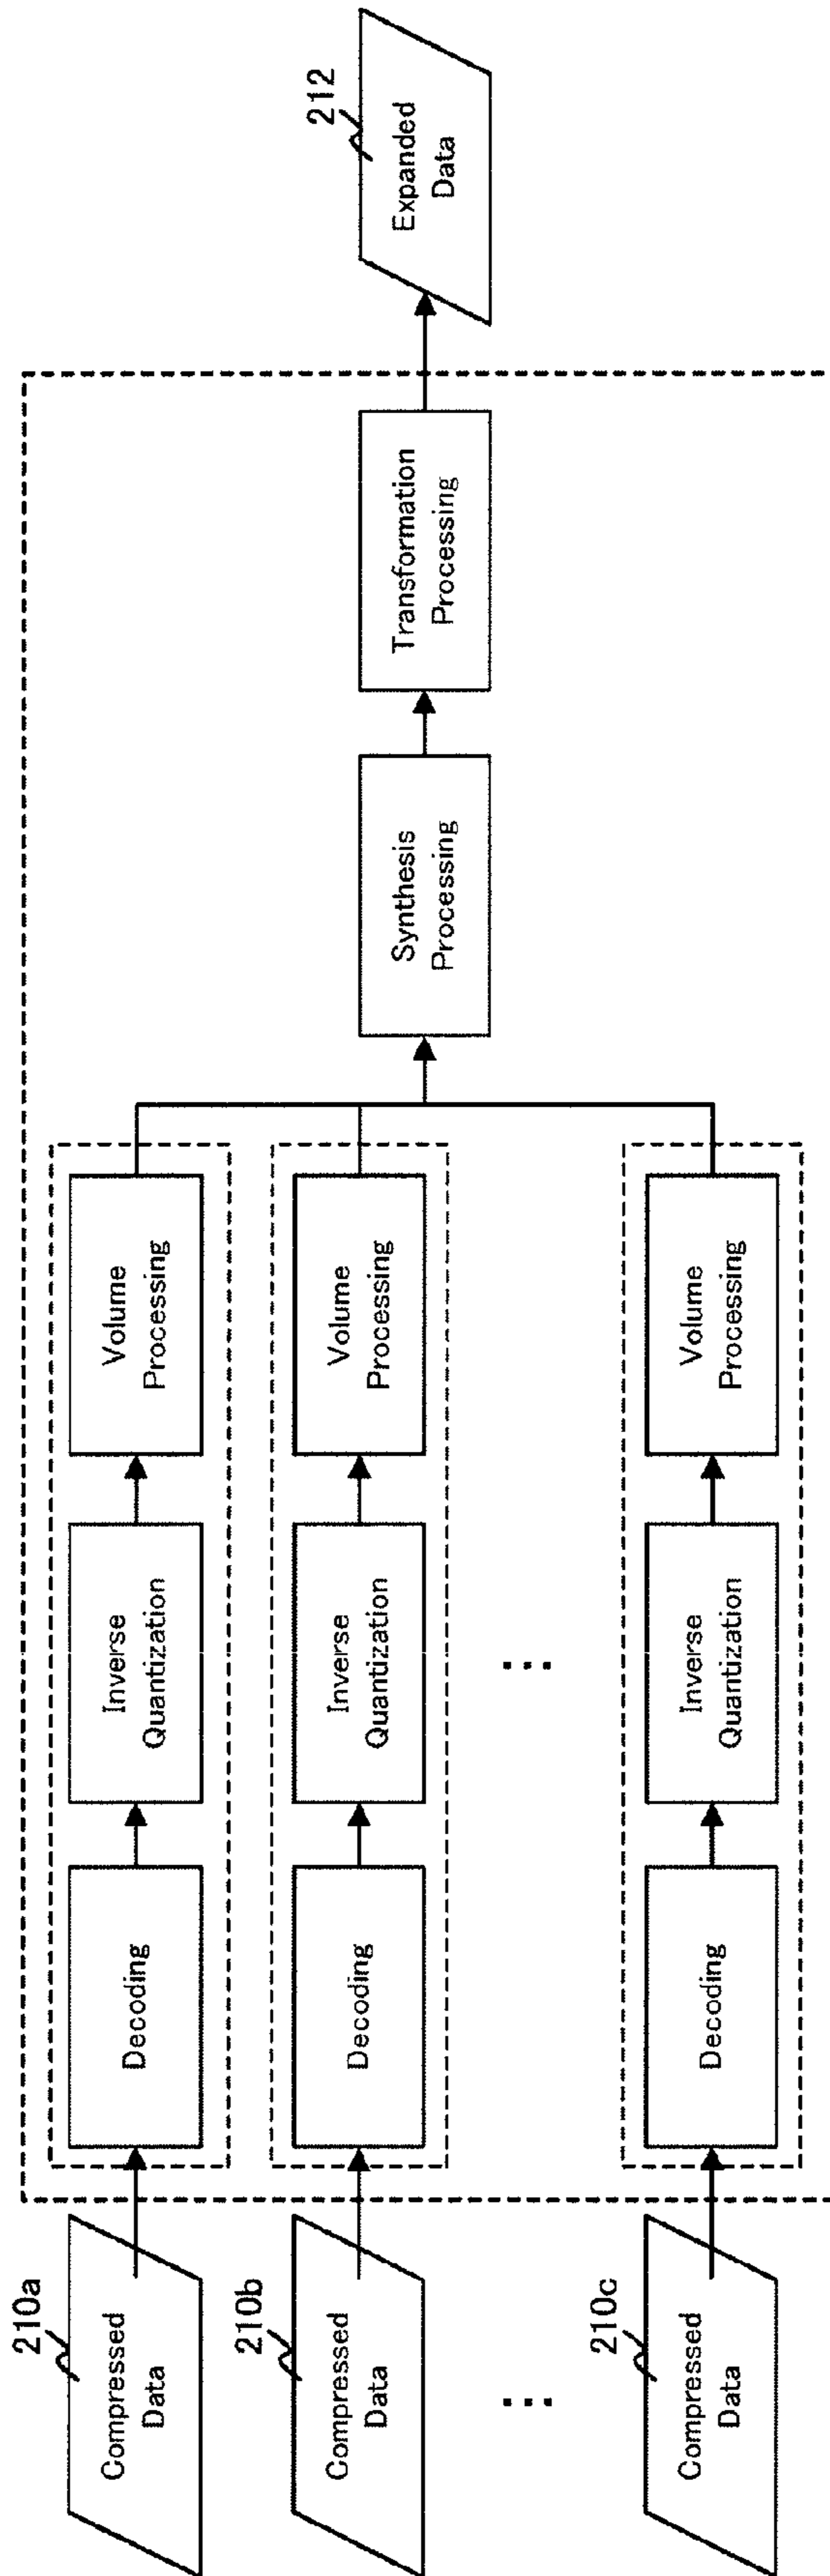 210a
Compressed
Data
Decoding
Inverse
Quantization
Volume
Processing
210b
Compressed
Data
Decoding
Inverse
Quantization
Volume
Processing
...
...
210c
Compressed
Data
Decoding
Inverse
Quantization
Volume
Processing
Synthesis
Processing
Transformation
Processing
212
Expanded
Data